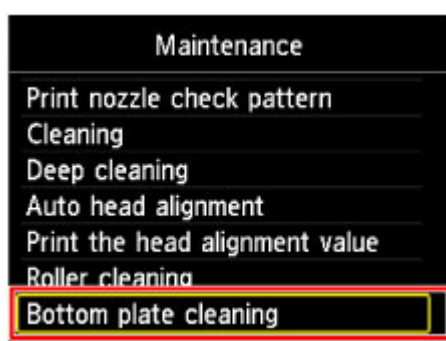 Maintenance
Print nozzle check pattern
Cleaning
Deep cleaning
Auto head alignment
Print the head alignment value
Roller cleaning
Bottom plate cleaning